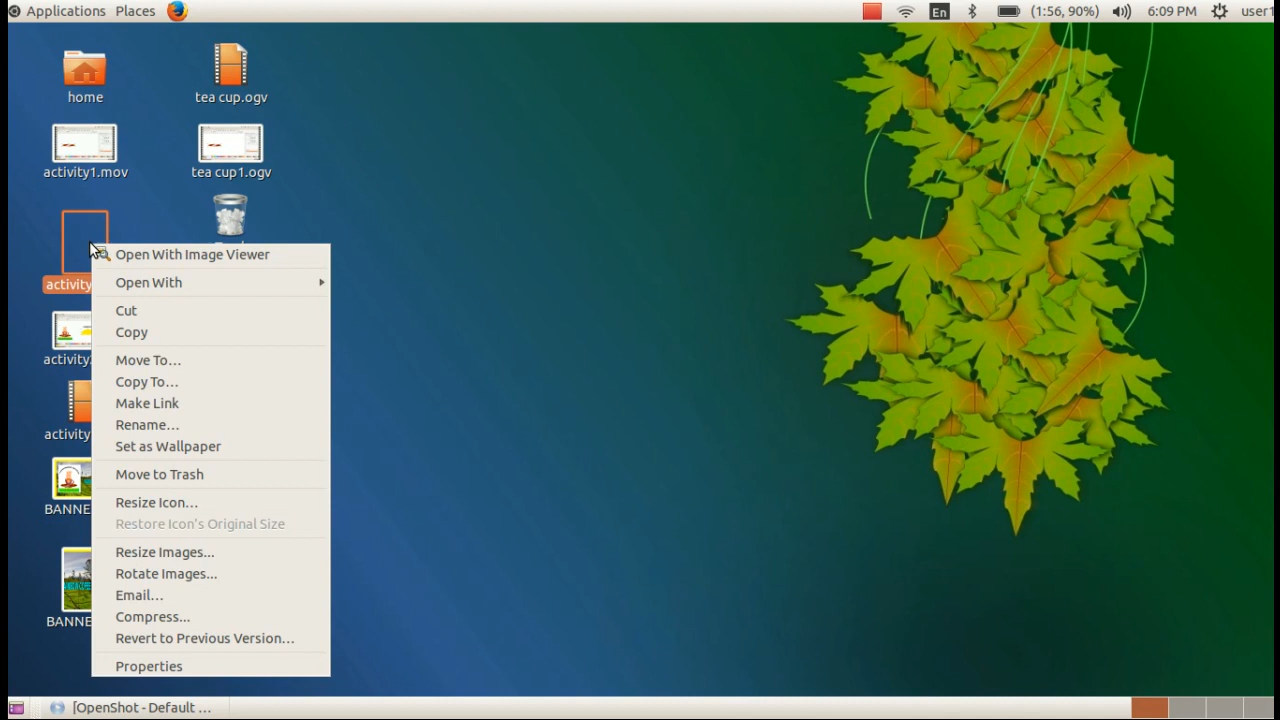 Applications Places En (1:56, 90%) 6:09 PM user1
home
tea cup.ogv
activity1.mov
tea cup1.ogv
activity
activity
activity
BANNE
BANNE
Open With Image Viewer
Open With
Cut
Copy
Move To…
Copy To…
Make Link
Rename…
Set as Wallpaper
Move to Trash
Resize Icon…
Restore Icon's Original Size
Resize Images...
Rotate Images...
Email…
Compress...
Revert to Previous Version…
Properties
[OpenShot - Default …